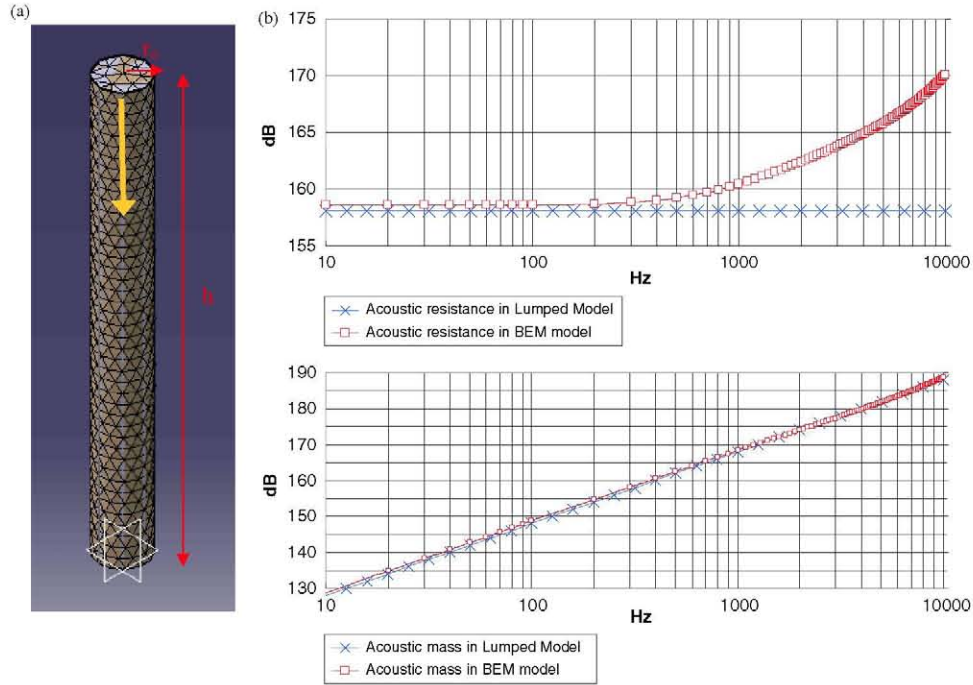 (a)
h
(b)
175
170
165
160
155
dB
10
100
1000
10000
Hz
Acoustic resistance in Lumped Model
Acoustic resistance in BEM model
190
180
170
160
150
140
130
dB
10
100
1000
10000
Hz
Acoustic mass in Lumped Model
Acoustic mass in BEM model